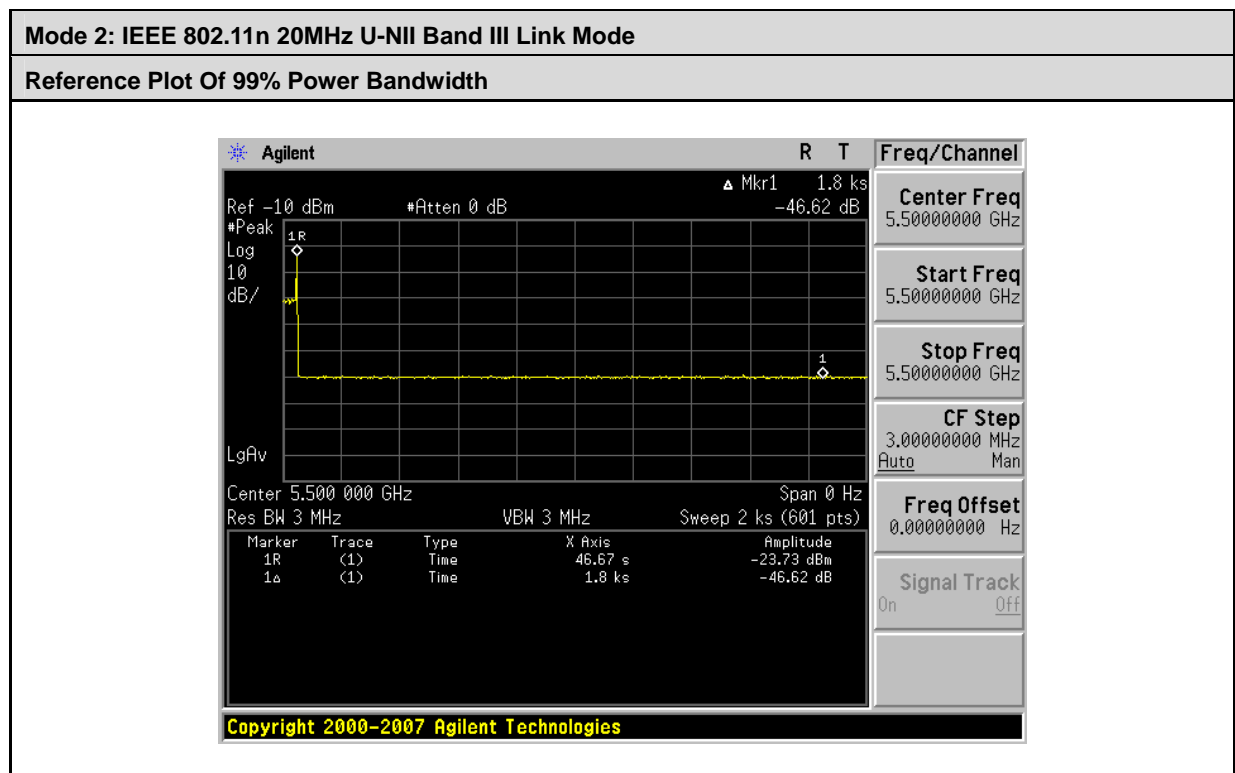 Mode 2: IEEE 802.11n 20MHz U-NII Band III Link Mode
Reference Plot Of 99% Power Bandwidth
Agilent R T
Δ Mkr1 1.8 ks
Ref -10 dBm #Atten 0 dB -46.62 dB
#Peak
Log
10
dB/
1R
1
LgAv
Center 5.500 000 GHz Span 0 Hz
Res BW 3 MHz VBW 3 MHz Sweep 2 ks (601 pts)
Marker Trace Type X Axis Amplitude
1R (1) Time 46.67 s -23.73 dBm
1Δ (1) Time 1.8 ks -46.62 dB
Copyright 2000-2007 Agilent Technologies
Freq/Channel
Center Freq
5.50000000 GHz
Start Freq
5.50000000 GHz
Stop Freq
5.50000000 GHz
CF Step
3.00000000 MHz
Auto Man
Freq Offset
0.00000000 Hz
Signal Track
On Off